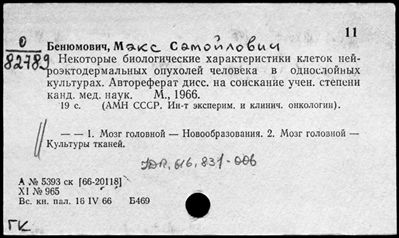 11
О
82789
Бенюмович, Макс Самойлович
Некоторые биологические характеристики клеток ней-
роэктодермальных опухолей человека в однослойных
культурах. Автореферат дисс. на соискание учен. степени
канд. мед. наук. М., 1966.
19 с. (АМН СССР. Ин-т эксперим. и клинич. онкологии).
— — 1. Мозг головной — Новообразования. 2. Мозг головной —
Культуры тканей.
616.831-006
А № 5393 ск [66-20118]
XI № 965
Вс. кн. пал. 16 IV 66 Б469
ГК